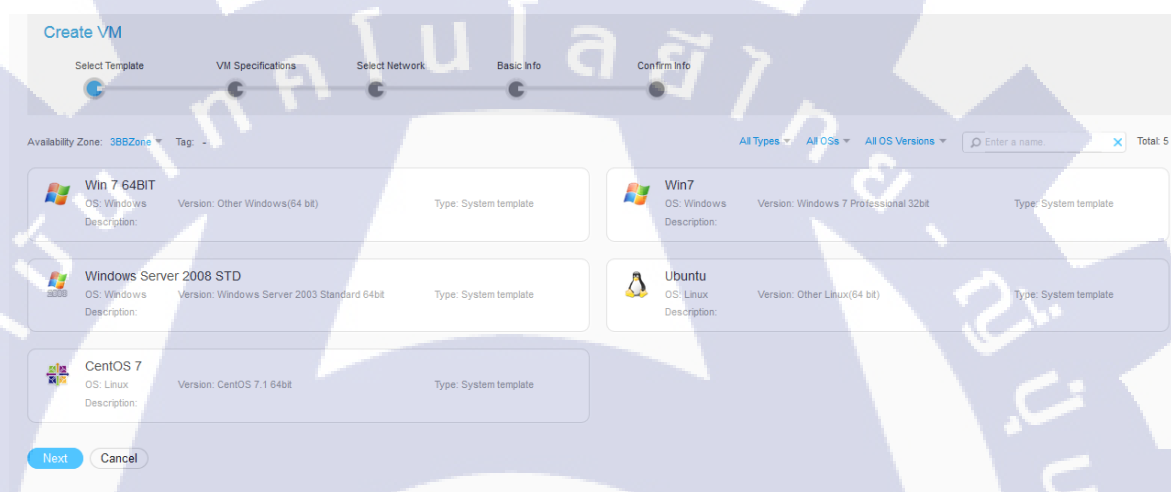 Create VM
Select Template VM Specifications Select Network Basic Info Confirm Info
Availability Zone: 3BBZone Tag: - All Types All OSs All OS Versions Enter a name. Total: 5
Win 7 64BIT
OS: Windows Version: Other Windows(64 bit) Type: System template
Description:
Win7
OS: Windows Version: Windows 7 Professional 32bit Type: System template
Description:
Windows Server 2008 STD
2008
OS: Windows Version: Windows Server 2003 Standard 64bit Type: System template
Description:
Ubuntu
OS: Linux Version: Other Linux(64 bit) Type: System template
Description:
CentOS 7
OS: Linux Version: CentOS 7.1 64bit Type: System template
Description:
Next Cancel